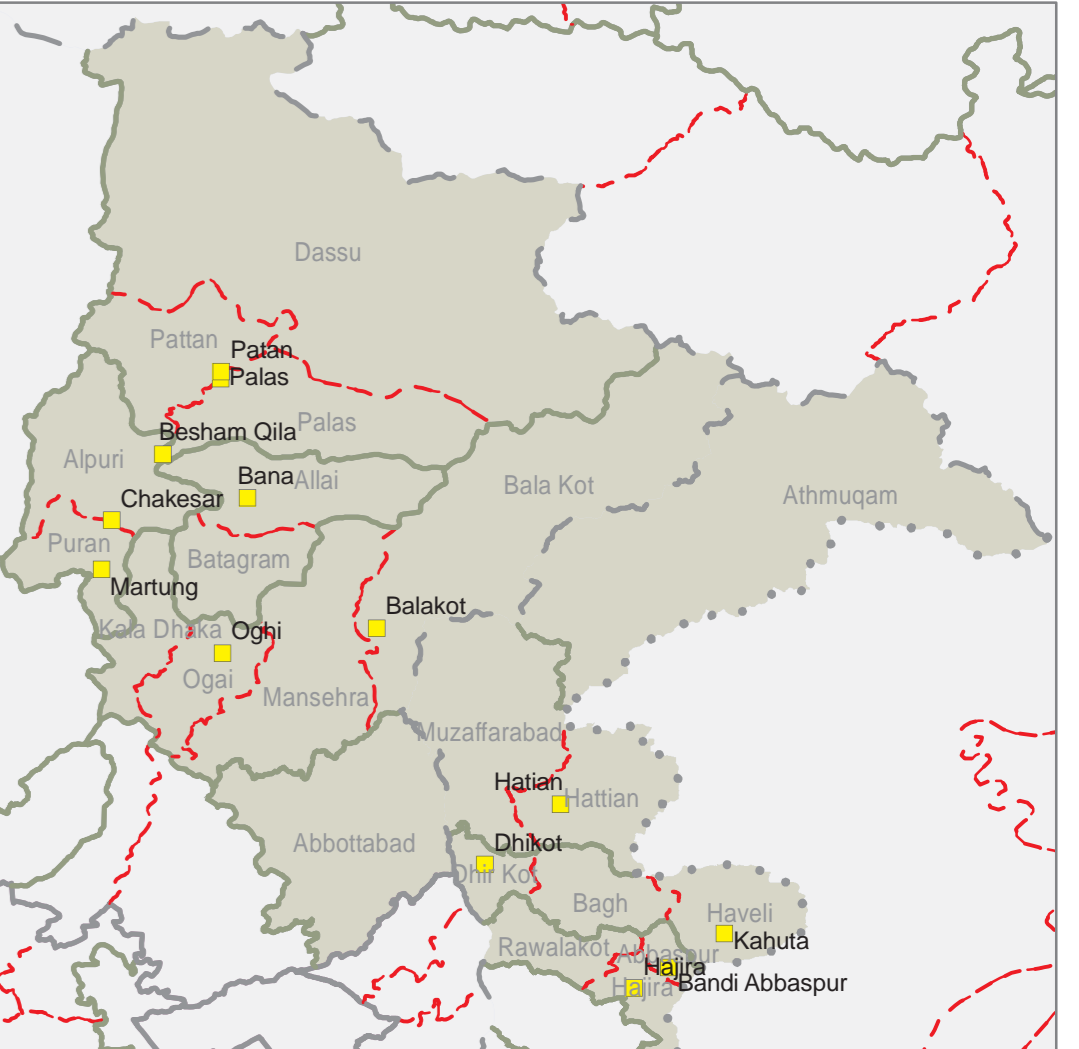 Dassu
Pattan
Patan
Palas
Palas
Besham Qila
Alpuri
Bana
Allai
Bala Kot
Athmuqam
Chakesar
Puran
Batagram
Martung
Balakot
Kala Dhaka
Oghi
Ogai
Mansehra
Muzaffarabad
Hatian
Hattian
Abbottabad
Dhikot
Dhir Kot
Bagh
Haveli
Kahuta
Rawalakot
Abbaspur
Hajira
Bandi Abbaspur
Hajira